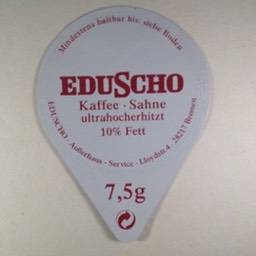 Mindestens haltbar bis: siehe Boden
EDUSCHO
Kaffee · Sahne
ultrahocherhitzt
10% Fett
EDUSCHO · Außerhaus - Service · Lloydstr.4 · 28217 Bremen
7,5g